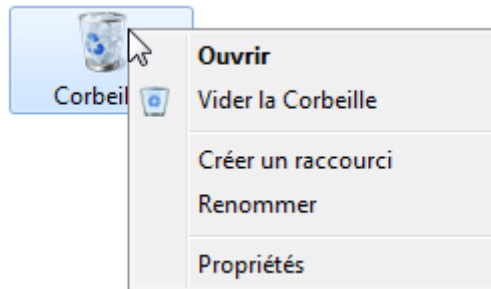 Corbeil
Ouvrir
Vider la Corbeille
Créer un raccourci
Renommer
Propriétés